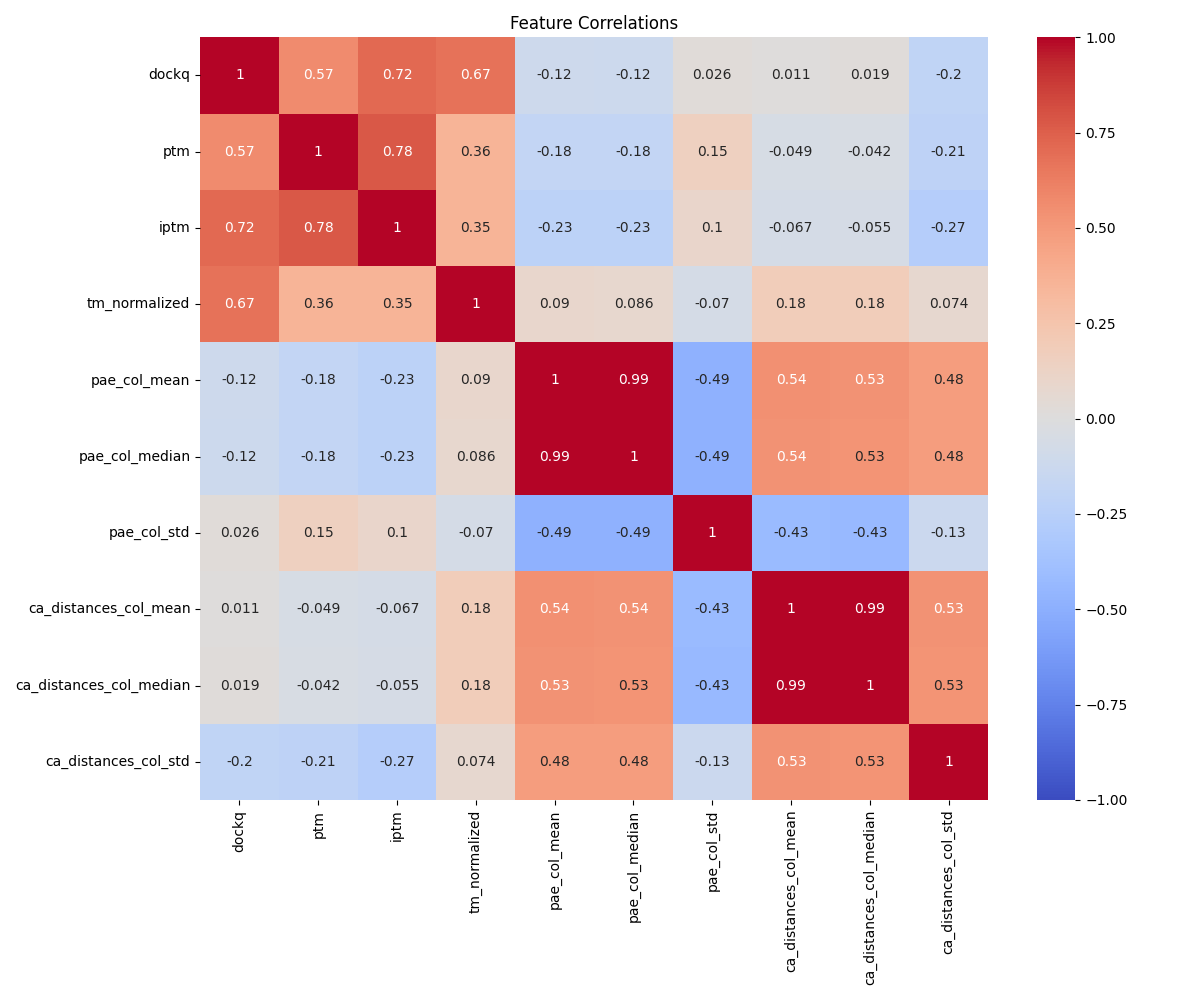 Feature Correlations
dockq 1 0.57 0.72 0.67 -0.12 -0.12 0.026 0.011 0.019 -0.2
ptm 0.57 1 0.78 0.36 -0.18 -0.18 0.15 -0.049 -0.042 -0.21
iptm 0.72 0.78 1 0.35 -0.23 -0.23 0.1 -0.067 -0.055 -0.27
tm_normalized 0.67 0.36 0.35 1 0.09 0.086 -0.07 0.18 0.18 0.074
pae_col_mean -0.12 -0.18 -0.23 0.09 1 0.99 -0.49 0.54 0.53 0.48
pae_col_median -0.12 -0.18 -0.23 0.086 0.99 1 -0.49 0.54 0.53 0.48
pae_col_std 0.026 0.15 0.1 -0.07 -0.49 -0.49 1 -0.43 -0.43 -0.13
ca_distances_col_mean 0.011 -0.049 -0.067 0.18 0.54 0.54 -0.43 1 0.99 0.53
ca_distances_col_median 0.019 -0.042 -0.055 0.18 0.53 0.53 -0.43 0.99 1 0.53
ca_distances_col_std -0.2 -0.21 -0.27 0.074 0.48 0.48 -0.13 0.53 0.53 1
dockq
ptm
iptm
tm_normalized
pae_col_mean
pae_col_median
pae_col_std
ca_distances_col_mean
ca_distances_col_median
ca_distances_col_std
1.00
0.75
0.50
0.25
0.00
−0.25
−0.50
−0.75
−1.00